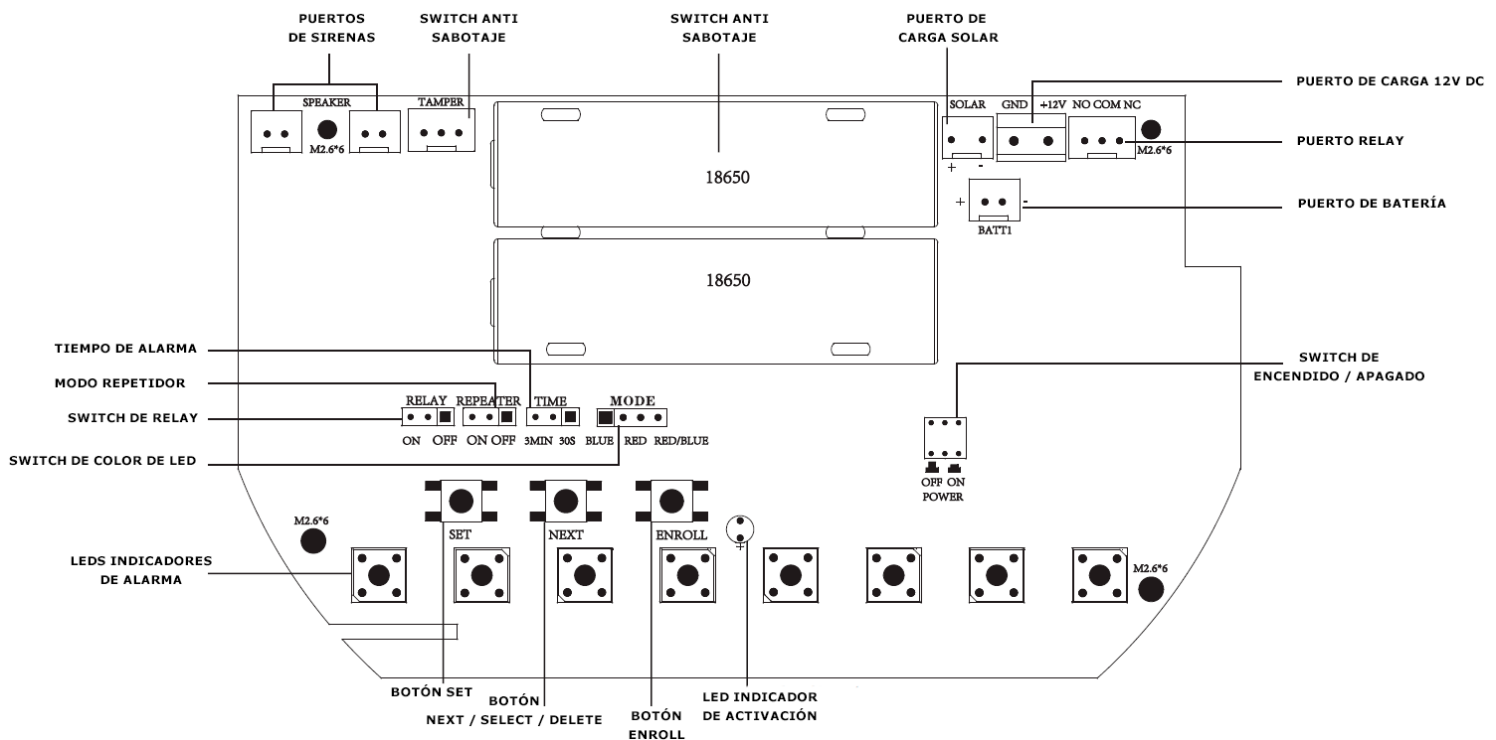 PUERTOS
DE SIRENAS
SWITCH ANTI
SABOTAJE
SWITCH ANTI
SABOTAJE
PUERTO DE
CARGA SOLAR
PUERTO DE CARGA 12V DC
SPEAKER
TAMPER
SOLAR
GND
+12V
NO COM NC
M2.6*6
M2.6*6
PUERTO RELAY
+ -
18650
+ -
PUERTO DE BATERÍA
BATT1
18650
TIEMPO DE ALARMA
SWITCH DE
ENCENDIDO / APAGADO
MODO REPETIDOR
RELAY
REPEATER
TIME
MODE
SWITCH DE RELAY
ON OFF
ON OFF
3MIN 30S
BLUE RED RED/BLUE
SWITCH DE COLOR DE LED
OFF ON
POWER
M2.6*6
SET
NEXT
ENROLL
+
LEDS INDICADORES
DE ALARMA
M2.6*6
BOTÓN SET
BOTÓN
NEXT / SELECT / DELETE
BOTÓN
ENROLL
LED INDICADOR
DE ACTIVACIÓN